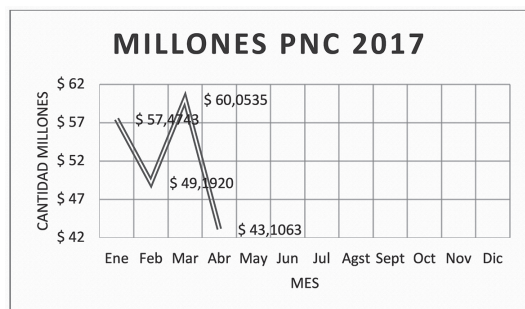 MILLONES PNC 2017
CANTIDAD MILLONES
$ 62
$ 57
$ 52
$ 47
$ 42
$ 57,4743
$ 49,1920
$ 60,0535
$ 43,1063
Ene Feb Mar Abr May Jun Jul Agst Sept Oct Nov Dic
MES